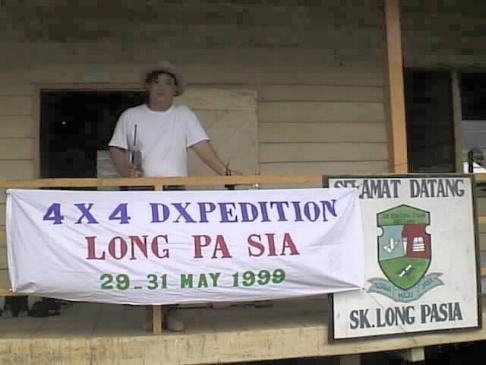 4 X 4 DXPEDITION
LONG PA SIA
29-31 MAY 1999
SELAMAT DATANG
SK. LONG PASIA